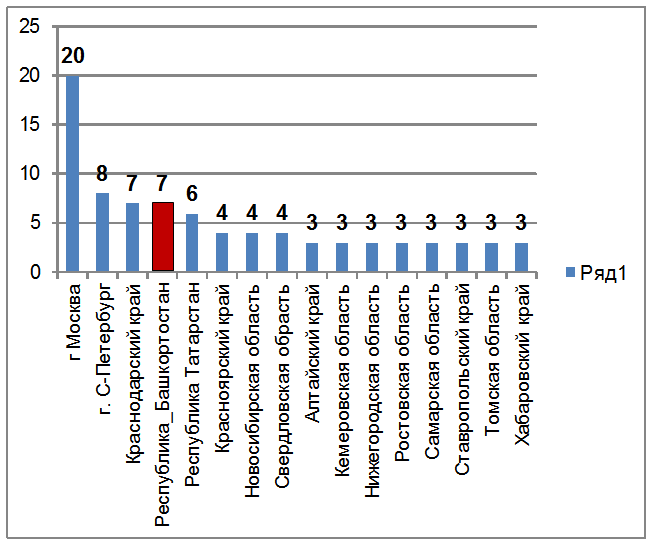 25
20
15
10
5
0
20
8
7
7
6
4
4
4
3
3
3
3
3
3
3
3
г Москва
г. С-Петербург
Краснодарский край
Республика_Башкортостан
Республика Татарстан
Красноярский край
Новосибирская область
Свердловская обрасть
Алтайский край
Кемеровская область
Нижегородская область
Ростовская область
Самарская область
Ставропольский край
Томская область
Хабаровский край
Ряд1